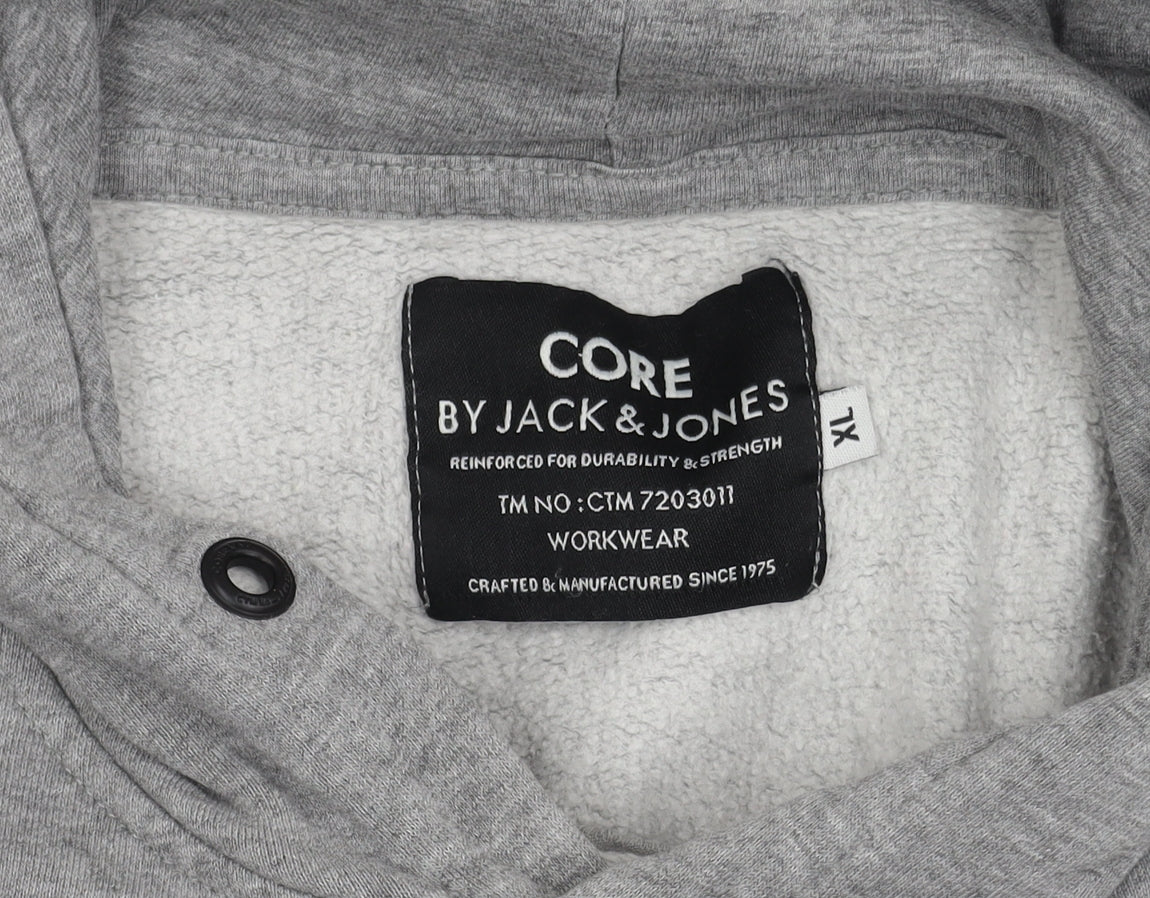 CORE
BY JACK & JONES
REINFORCED FOR DURABILITY & STRENGTH
TM NO : CTM 7203011
WORKWEAR
CRAFTED & MANUFACTURED SINCE 1975
XL